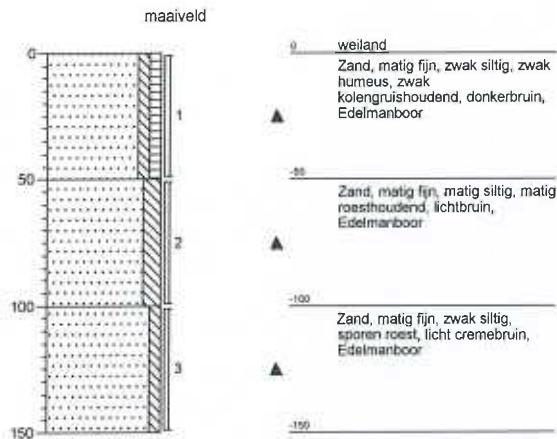 maaiveld
0
1
50
2
100
3
150
0
weiland
Zand, matig fijn, zwak siltig, zwak
humeus, zwak
kolengruishoudend, donkerbruin,
Edelmanboor
-50
Zand, matig fijn, matig siltig, matig
roesthoudend, lichtbruin,
Edelmanboor
-100
Zand, matig fijn, zwak siltig,
sporen roest, licht cremebruin,
Edelmanboor
-150